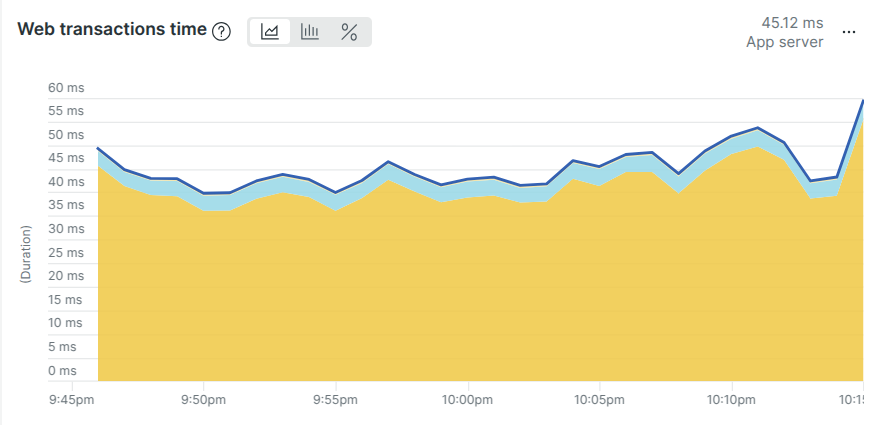 Web transactions time ?
%
45.12 ms
App server
...
60 ms
55 ms
50 ms
45 ms
40 ms
35 ms
30 ms
25 ms
20 ms
15 ms
10 ms
5 ms
0 ms
(Duration)
9:45pm
9:50pm
9:55pm
10:00pm
10:05pm
10:10pm
10:15